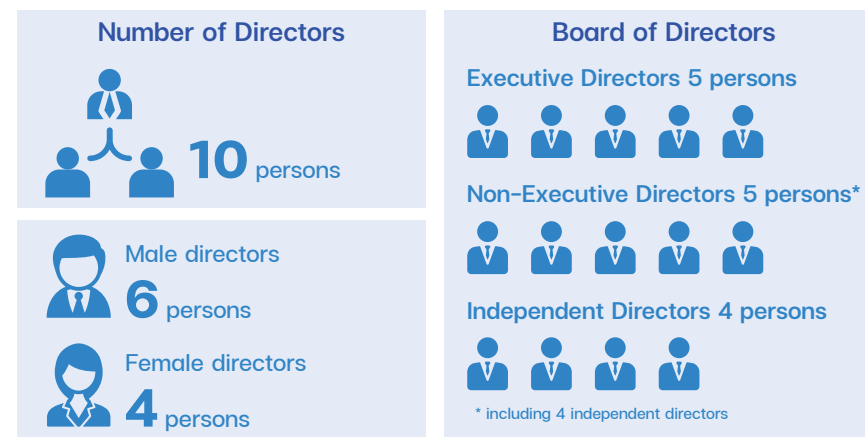 Number of Directors
10 persons
Male directors
6 persons
Female directors
4 persons
Board of Directors
Executive Directors 5 persons
Non-Executive Directors 5 persons*
Independent Directors 4 persons
* including 4 independent directors